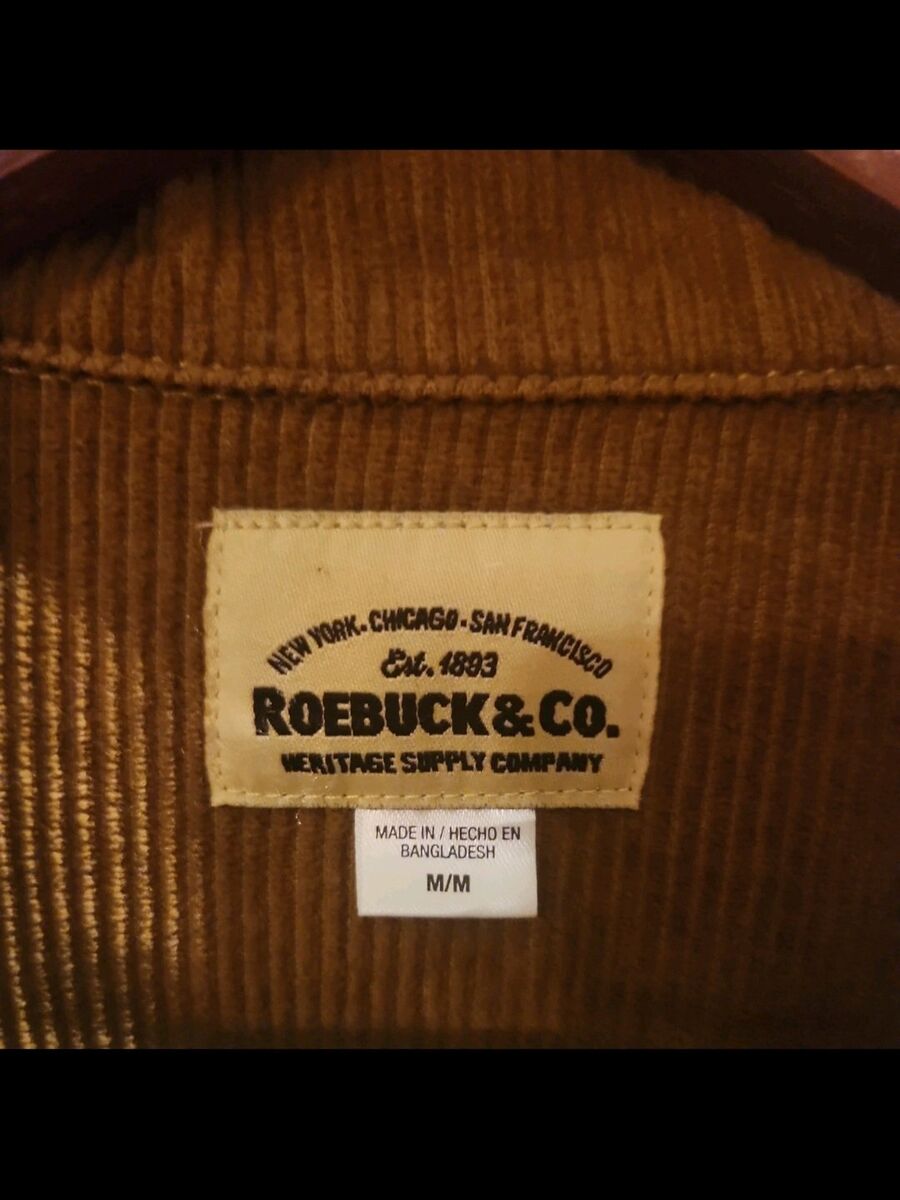 NEW YORK · CHICAGO · SAN FRANCISCO
Est. 1893
ROEBUCK & CO.
HERITAGE SUPPLY COMPANY
MADE IN / HECHO EN
BANGLADESH
M/M